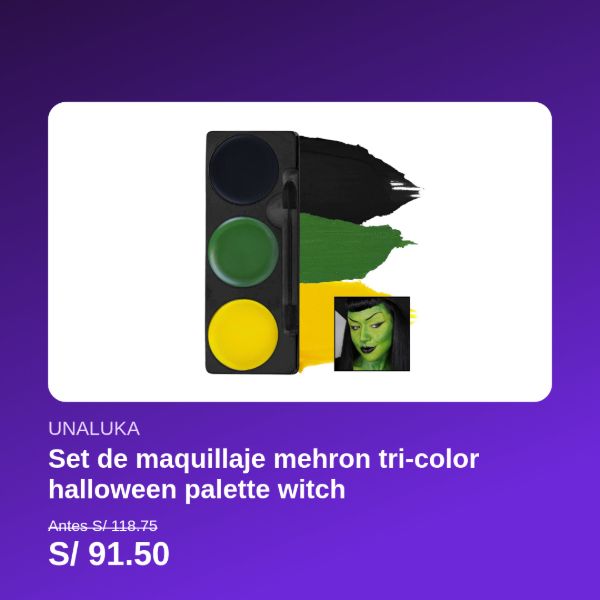 UNALUKA
Set de maquillaje mehron tri-color
halloween palette witch
Antes S/ 118.75
S/ 91.50